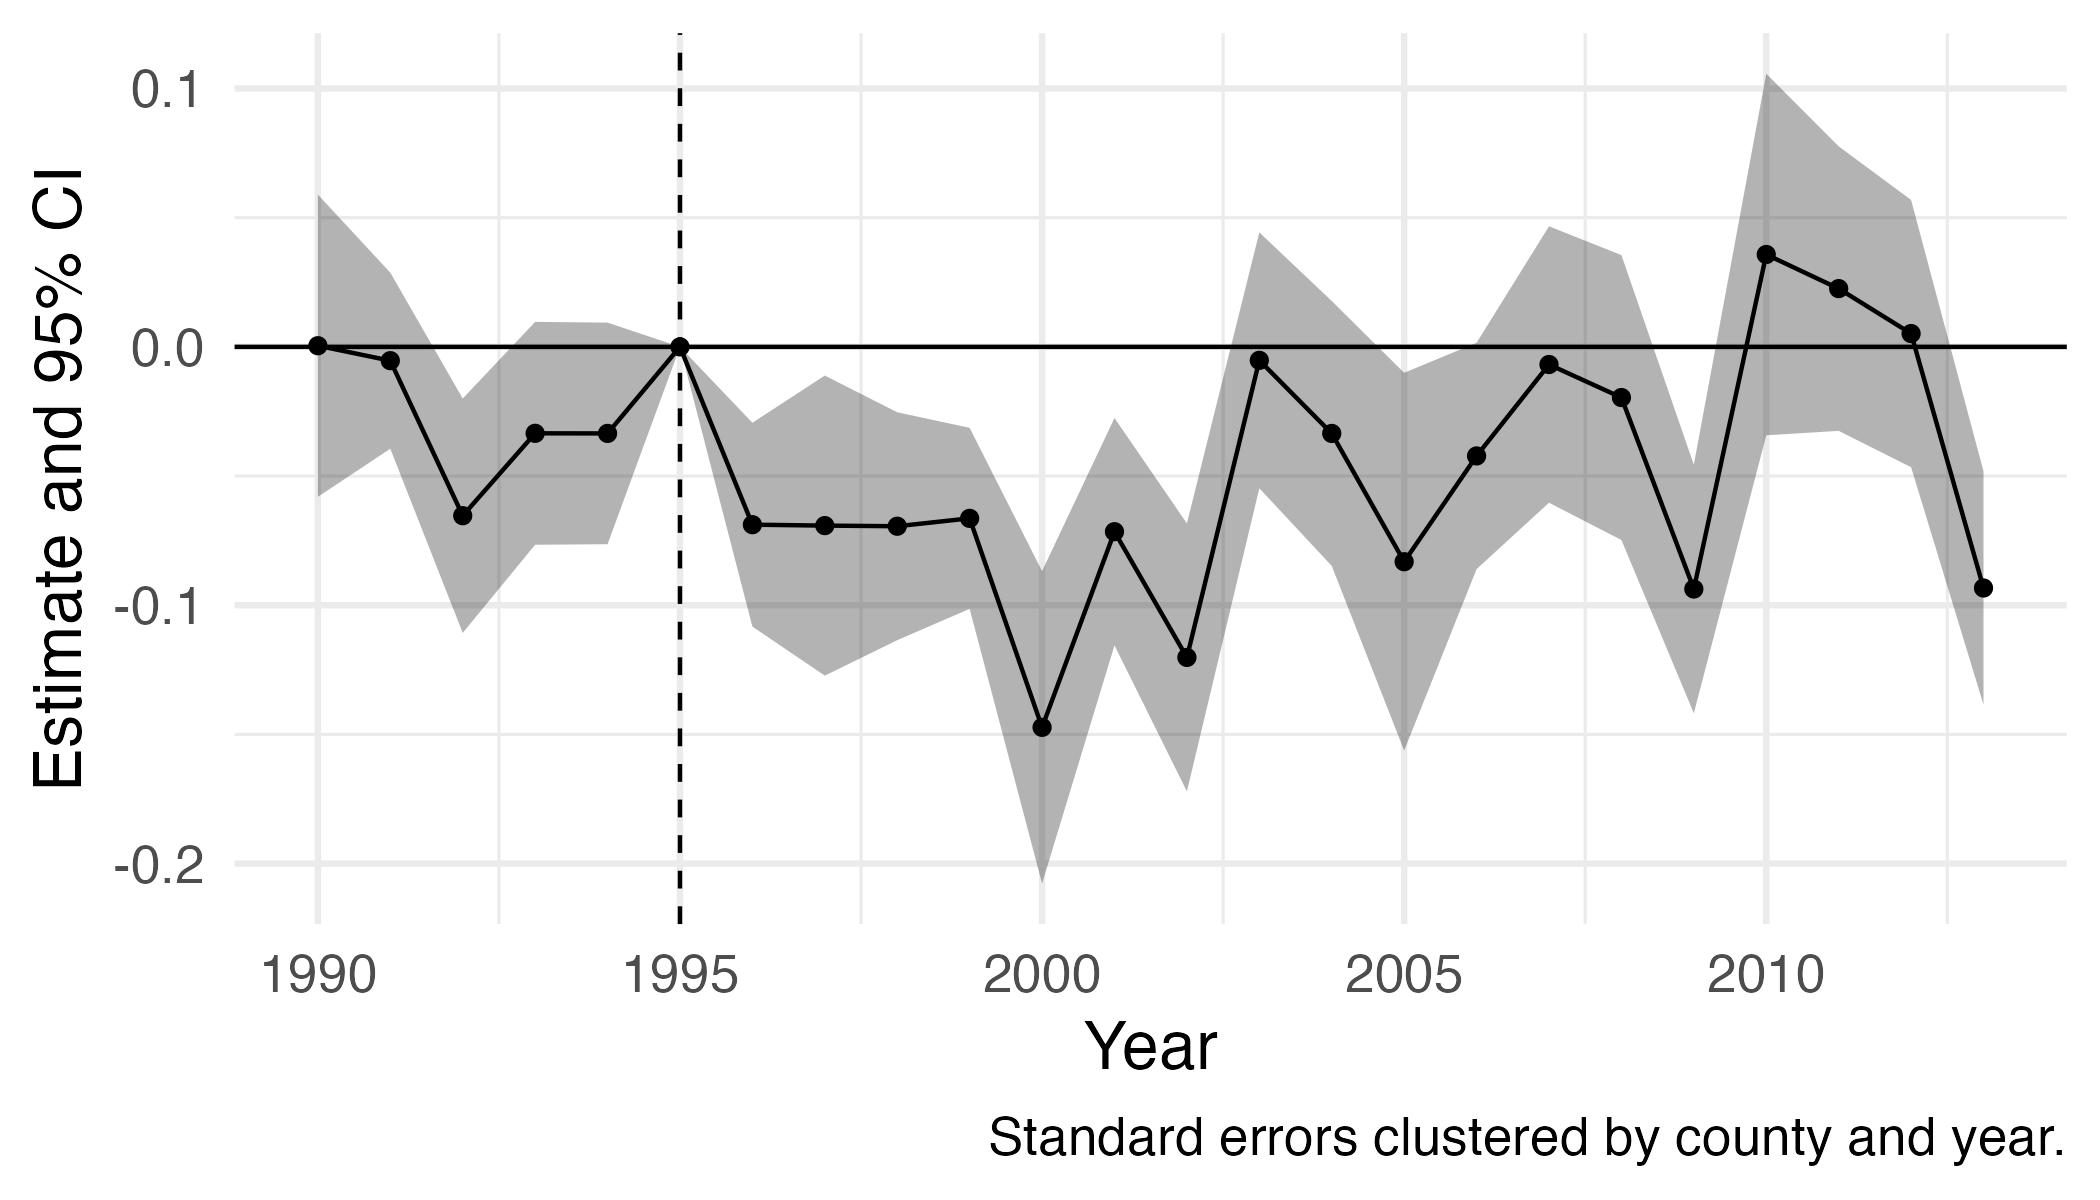 Estimate and 95% CI
0.1
0.0
-0.1
-0.2
1990 1995 2000 2005 2010
Year
Standard errors clustered by county and year.